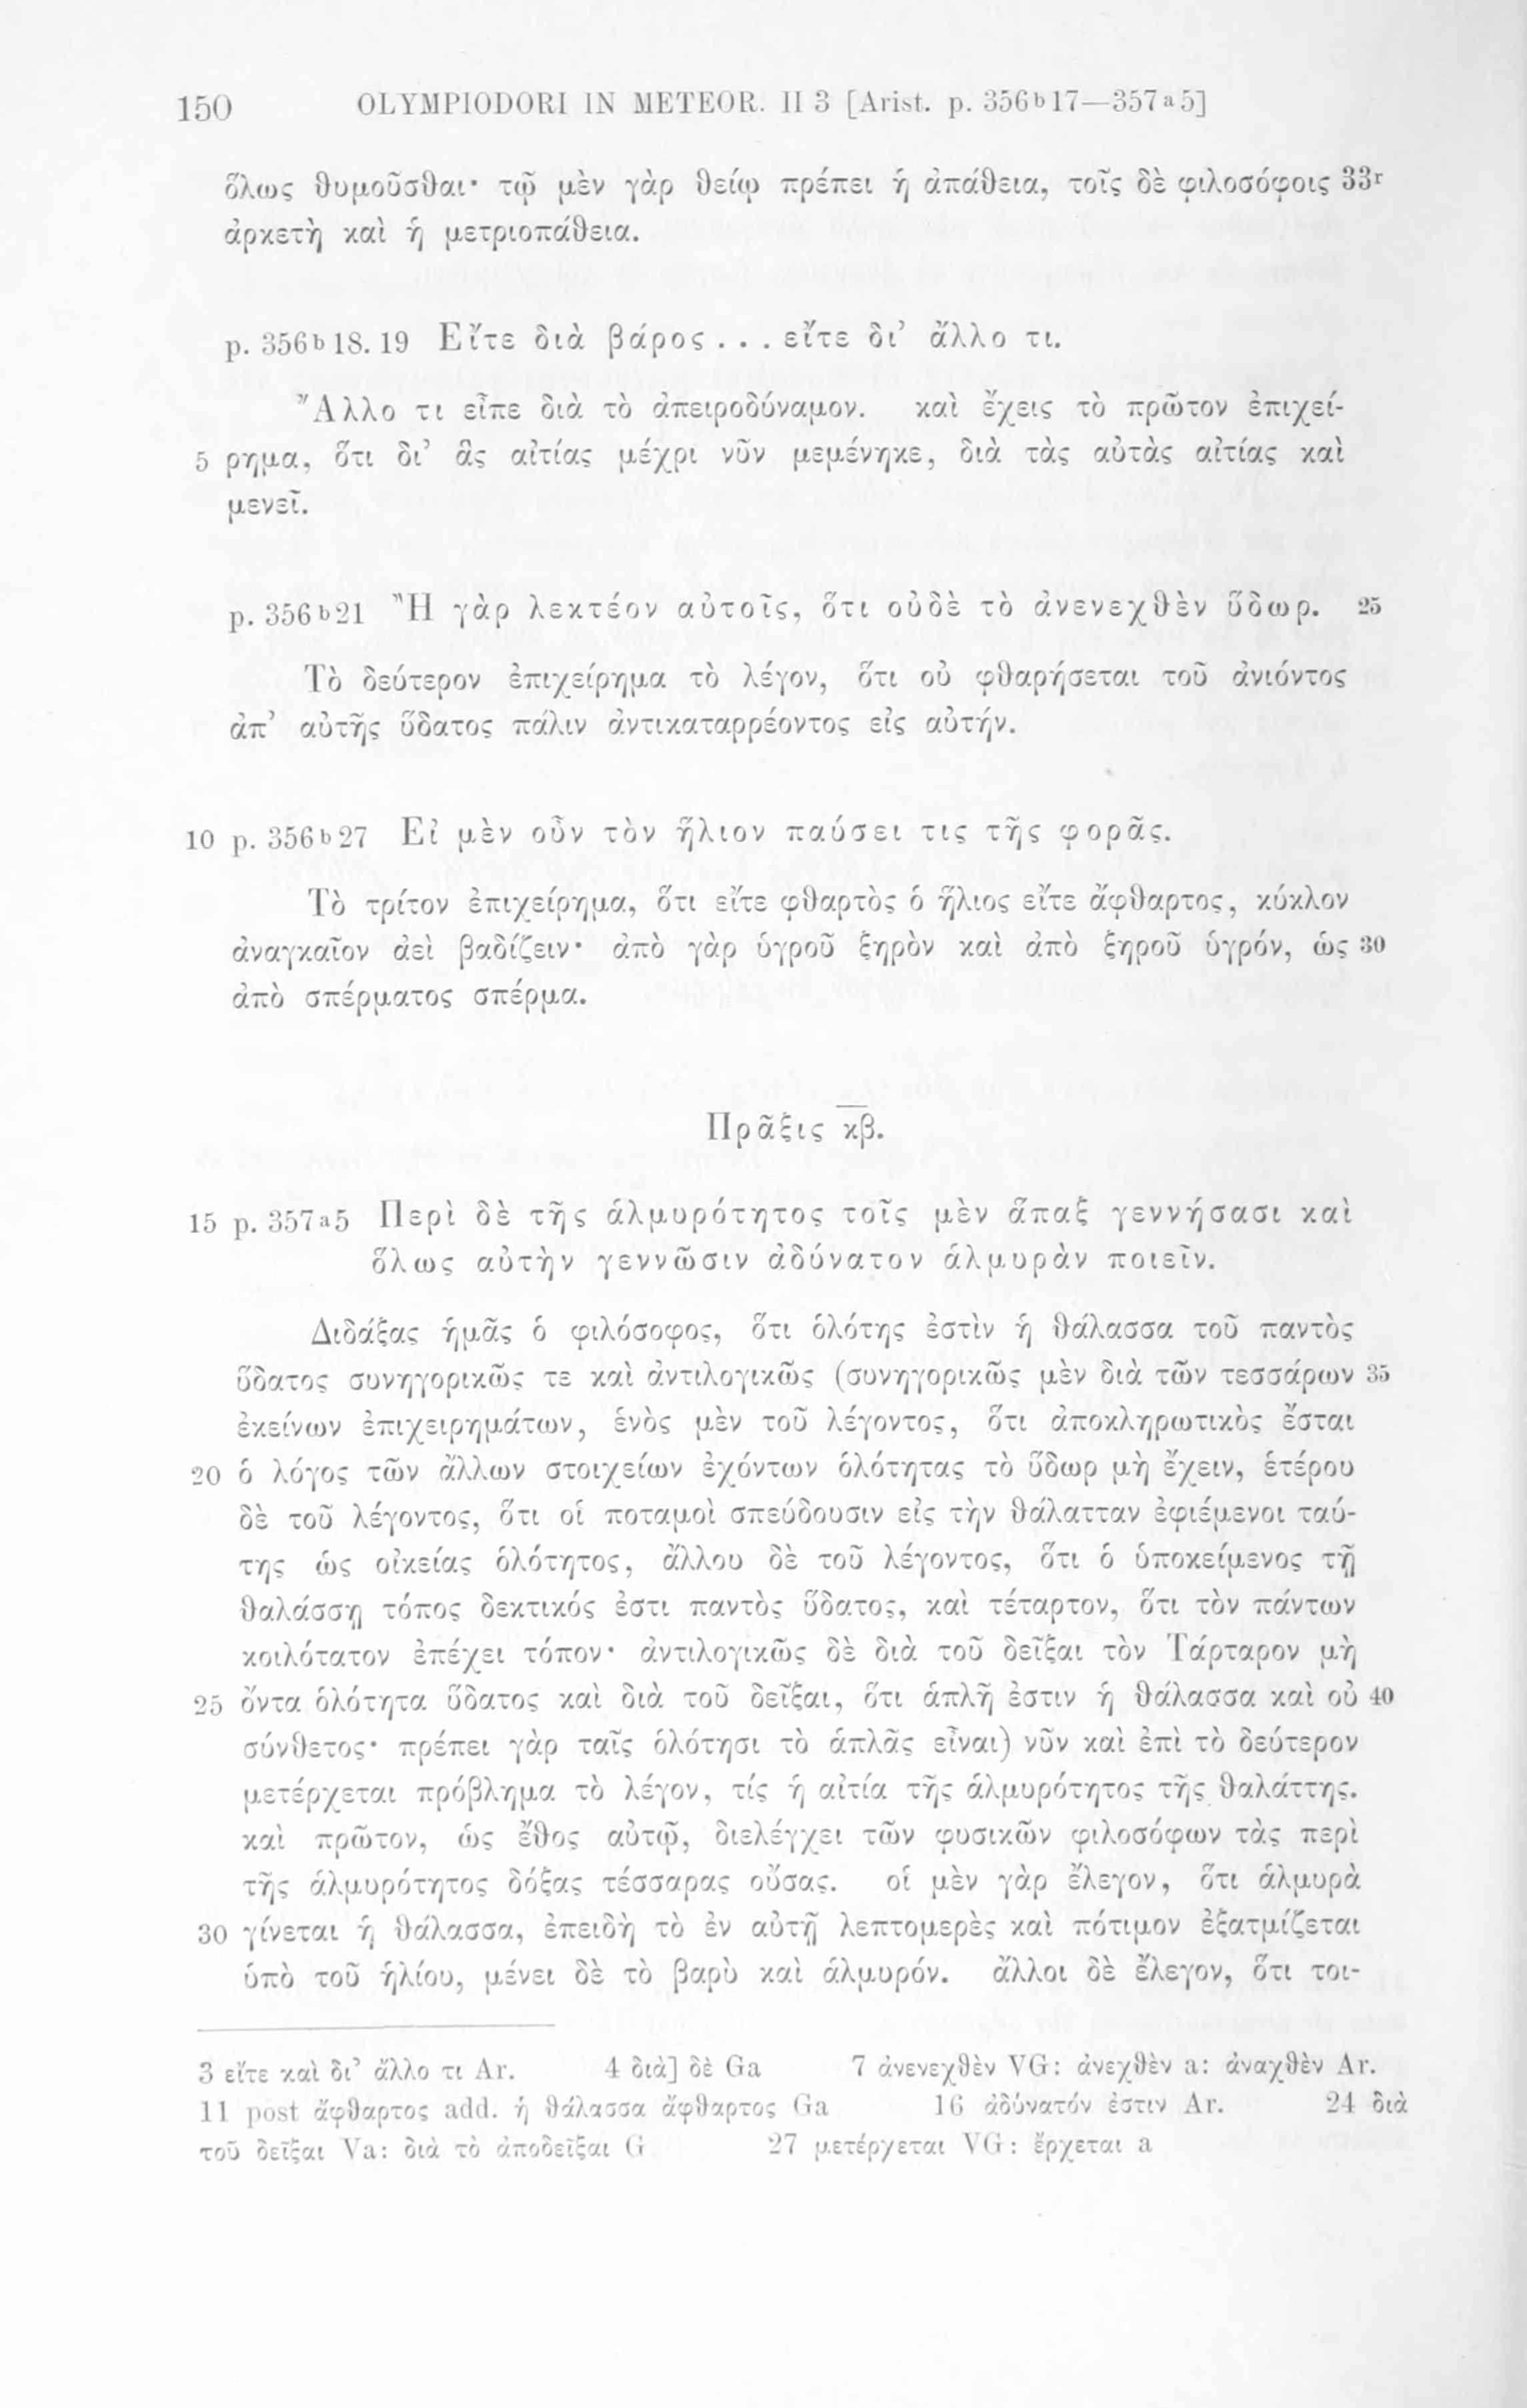 150 OLYMPIODORI IN METEOR. II 3 [Arist. p. 356b17—357a5]
ὅλως θυμοῦσθαι· τῷ μὲν γὰρ θείῳ πρέπει ἡ ἀπάθεια, τοῖς δὲ φιλοσόφοις 33r
ἀρκετὴ καὶ ἡ μετριοπάθεια.
p. 356b18.19 Εἴτε διὰ βάρος . . . εἴτε δι’ ἄλλο τι.
Ἄλλο τι εἶπε διὰ τὸ ἀπειροδύναμον. καὶ ἔχεις τὸ πρῶτον ἐπιχεί-
5 ρημα, ὅτι δι’ ἃς αἰτίας μέχρι νῦν μεμένηκε, διὰ τὰς αὐτὰς αἰτίας καὶ
μενεῖ.
p. 356b21 Ἢ γὰρ λεκτέον αὐτοῖς, ὅτι οὐδὲ τὸ ἀνενεχθὲν ὕδωρ. 25
Τὸ δεύτερον ἐπιχείρημα τὸ λέγον, ὅτι οὐ φθαρήσεται τοῦ ἀνιόντος
ἀπ’ αὐτῆς ὕδατος πάλιν ἀντικαταρρέοντος εἰς αὐτήν.
10 p. 356b27 Εἰ μὲν οὖν τὸν ἥλιον παύσει τις τῆς φορᾶς.
Τὸ τρίτον ἐπιχείρημα, ὅτι εἴτε φθαρτὸς ὁ ἥλιος εἴτε ἄφθαρτος, κύκλον
ἀναγκαῖον ἀεὶ βαδίζειν· ἀπὸ γὰρ ὑγροῦ ξηρὸν καὶ ἀπὸ ξηροῦ ὑγρόν, ὡς 30
ἀπὸ σπέρματος σπέρμα.
Πρᾶξις κ̅β̅.
15 p. 357a5 Περὶ δὲ τῆς ἁλμυρότητος τοῖς μὲν ἅπαξ γεννήσασι καὶ
ὅλως αὐτὴν γεννῶσιν ἀδύνατον ἁλμυρὰν ποιεῖν.
Διδάξας ἡμᾶς ὁ φιλόσοφος, ὅτι ὁλότης ἐστὶν ἡ θάλασσα τοῦ παντὸς
ὕδατος συνηγορικῶς τε καὶ ἀντιλογικῶς (συνηγορικῶς μὲν διὰ τῶν τεσσάρων 35
ἐκείνων ἐπιχειρημάτων, ἑνὸς μὲν τοῦ λέγοντος, ὅτι ἀποκληρωτικὸς ἔσται
20 ὁ λόγος τῶν ἄλλων στοιχείων ἐχόντων ὁλότητας τὸ ὕδωρ μὴ ἔχειν, ἑτέρου
δὲ τοῦ λέγοντος, ὅτι οἱ ποταμοὶ σπεύδουσιν εἰς τὴν θάλατταν ἐφιέμενοι ταύ-
της ὡς οἰκείας ὁλότητος, ἄλλου δὲ τοῦ λέγοντος, ὅτι ὁ ὑποκείμενος τῇ
θαλάσσῃ τόπος δεκτικός ἐστι παντὸς ὕδατος, καὶ τέταρτον, ὅτι τὸν πάντων
κοιλότατον ἐπέχει τόπον· ἀντιλογικῶς δὲ διὰ τοῦ δεῖξαι τὸν Τάρταρον μὴ
25 ὄντα ὁλότητα ὕδατος καὶ διὰ τοῦ δεῖξαι, ὅτι ἁπλῆ ἐστιν ἡ θάλασσα καὶ οὐ 40
σύνθετος· πρέπει γὰρ ταῖς ὁλότησι τὸ ἁπλᾶς εἶναι) νῦν καὶ ἐπὶ τὸ δεύτερον
μετέρχεται πρόβλημα τὸ λέγον, τίς ἡ αἰτία τῆς ἁλμυρότητος τῆς θαλάττης.
καὶ πρῶτον, ὡς ἔθος αὐτῷ, διελέγχει τῶν φυσικῶν φιλοσόφων τὰς περὶ
τῆς ἁλμυρότητος δόξας τέσσαρας οὔσας. οἱ μὲν γὰρ ἔλεγον, ὅτι ἁλμυρὰ
30 γίνεται ἡ θάλασσα, ἐπειδὴ τὸ ἐν αὐτῇ λεπτομερὲς καὶ πότιμον ἐξατμίζεται
ὑπὸ τοῦ ἡλίου, μένει δὲ τὸ βαρὺ καὶ ἁλμυρόν. ἄλλοι δὲ ἔλεγον, ὅτι τοι-
3 εἴτε καὶ δι’ ἄλλο τι Ar. 4 διὰ] δὲ Ga 7 ἀνενεχθὲν VG: ἀνεχθὲν a: ἀναχθὲν Ar.
11 post ἄφθαρτος add. ἡ θάλασσα ἄφθαρτος Ga 16 ἀδύνατόν ἐστιν Ar. 24 διὰ
τοῦ δεῖξαι Va: διὰ τὸ ἀποδεῖξαι G 27 μετέρχεται VG: ἔρχεται a